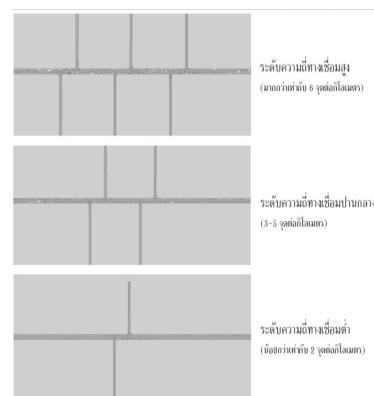 ระดับความถี่ทางเชื่อมสูง
(มากกว่าเท่ากับ 6 จุดต่อกิโลเมตร)
ระดับความถี่ทางเชื่อมปานกลาง
(3-5 จุดต่อกิโลเมตร)
ระดับความถี่ทางเชื่อมต่ำ
(น้อยกว่าเท่ากับ 2 จุดต่อกิโลเมตร)